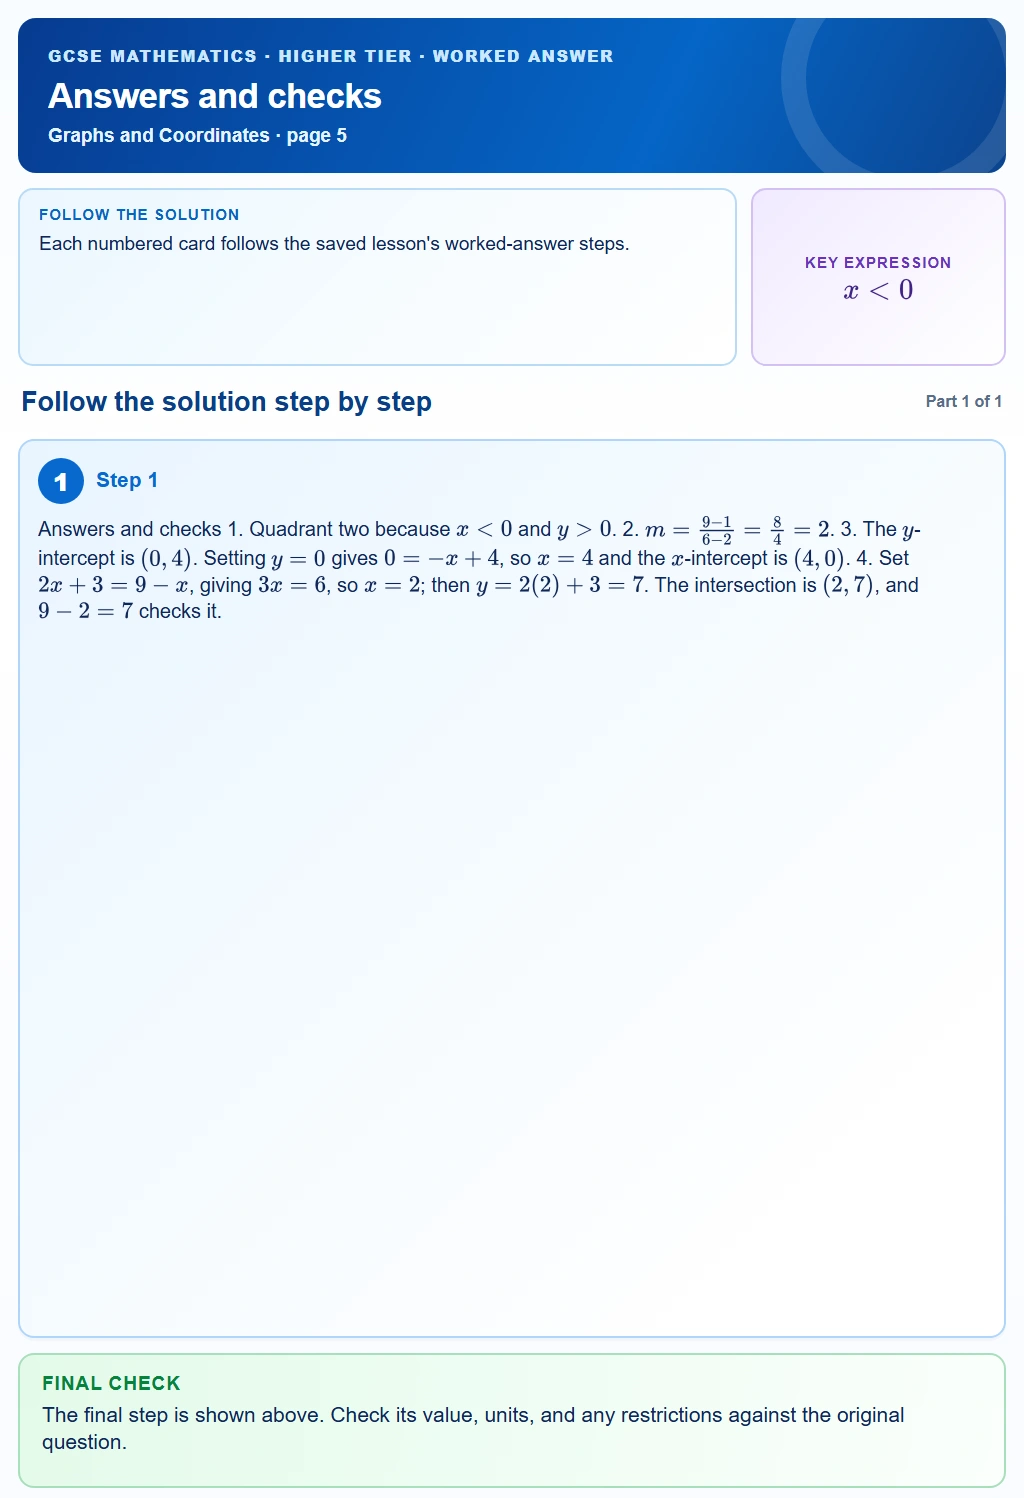 GCSE MATHEMATICS · HIGHER TIER · WORKED ANSWER
Answers and checks
Graphs and Coordinates · page 5
FOLLOW THE SOLUTION
Each numbered card follows the saved lesson's worked-answer steps.
KEY EXPRESSION
x < 0
Follow the solution step by step
Part 1 of 1
1 Step 1
Answers and checks 1. Quadrant two because x < 0 and y > 0. 2. m = \frac{9−1}{6−2} = \frac{8}{4} = 2. 3. The y-
intercept is (0, 4). Setting y = 0 gives 0 = −x + 4, so x = 4 and the x-intercept is (4, 0). 4. Set
2x + 3 = 9 − x, giving 3x = 6, so x = 2; then y = 2(2) + 3 = 7. The intersection is (2, 7), and
9 − 2 = 7 checks it.
FINAL CHECK
The final step is shown above. Check its value, units, and any restrictions against the original
question.